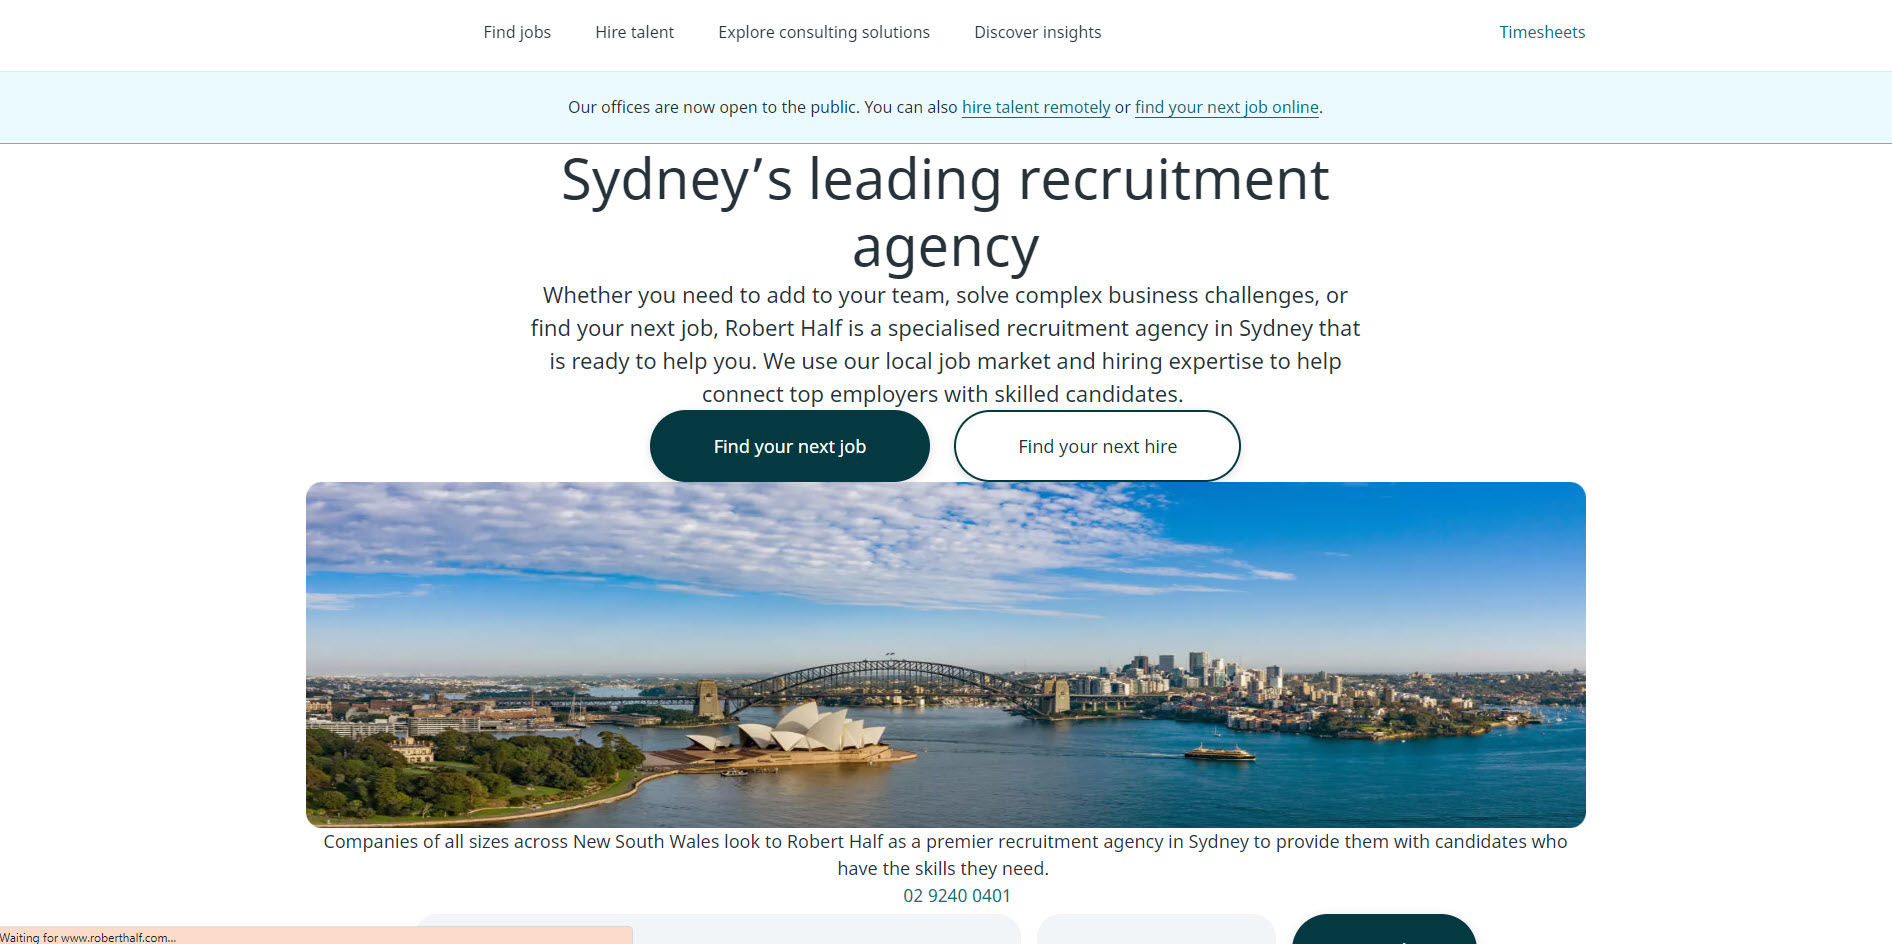 Find jobs Hire talent Explore consulting solutions Discover insights Timesheets
Our offices are now open to the public. You can also hire talent remotely or find your next job online.
Sydney’s leading recruitment
agency
Whether you need to add to your team, solve complex business challenges, or
find your next job, Robert Half is a specialised recruitment agency in Sydney that
is ready to help you. We use our local job market and hiring expertise to help
connect top employers with skilled candidates.
Find your next job Find your next hire
Companies of all sizes across New South Wales look to Robert Half as a premier recruitment agency in Sydney to provide them with candidates who
have the skills they need.
02 9240 0401
Waiting for www.roberthalf.com...